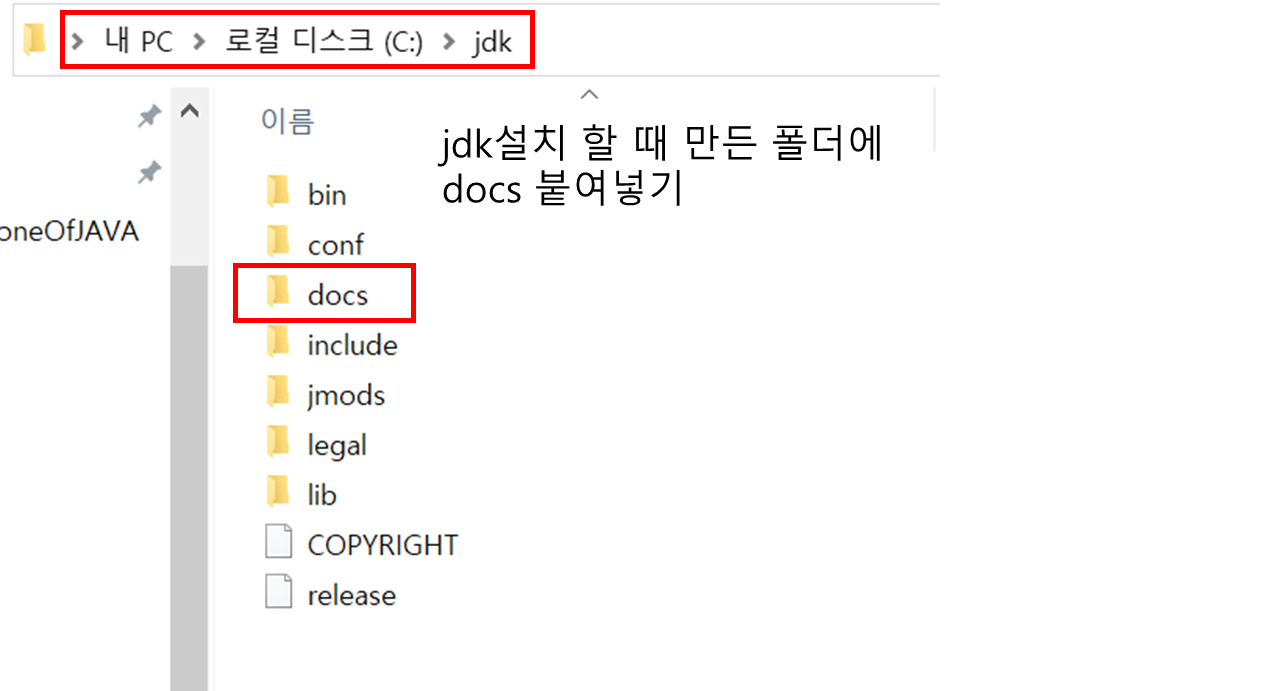 내 PC > 로컬 디스크 (C:) > jdk
이름
jdk설치 할 때 만든 폴더에
docs 붙여넣기
oneOfJAVA
bin
conf
docs
include
jmods
legal
lib
COPYRIGHT
release